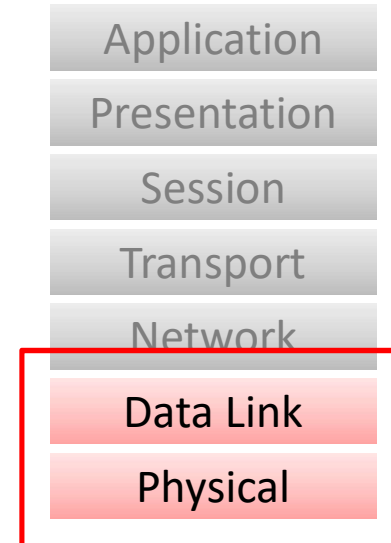 Application
Presentation
Session
Transport
Network
Data Link
Physical